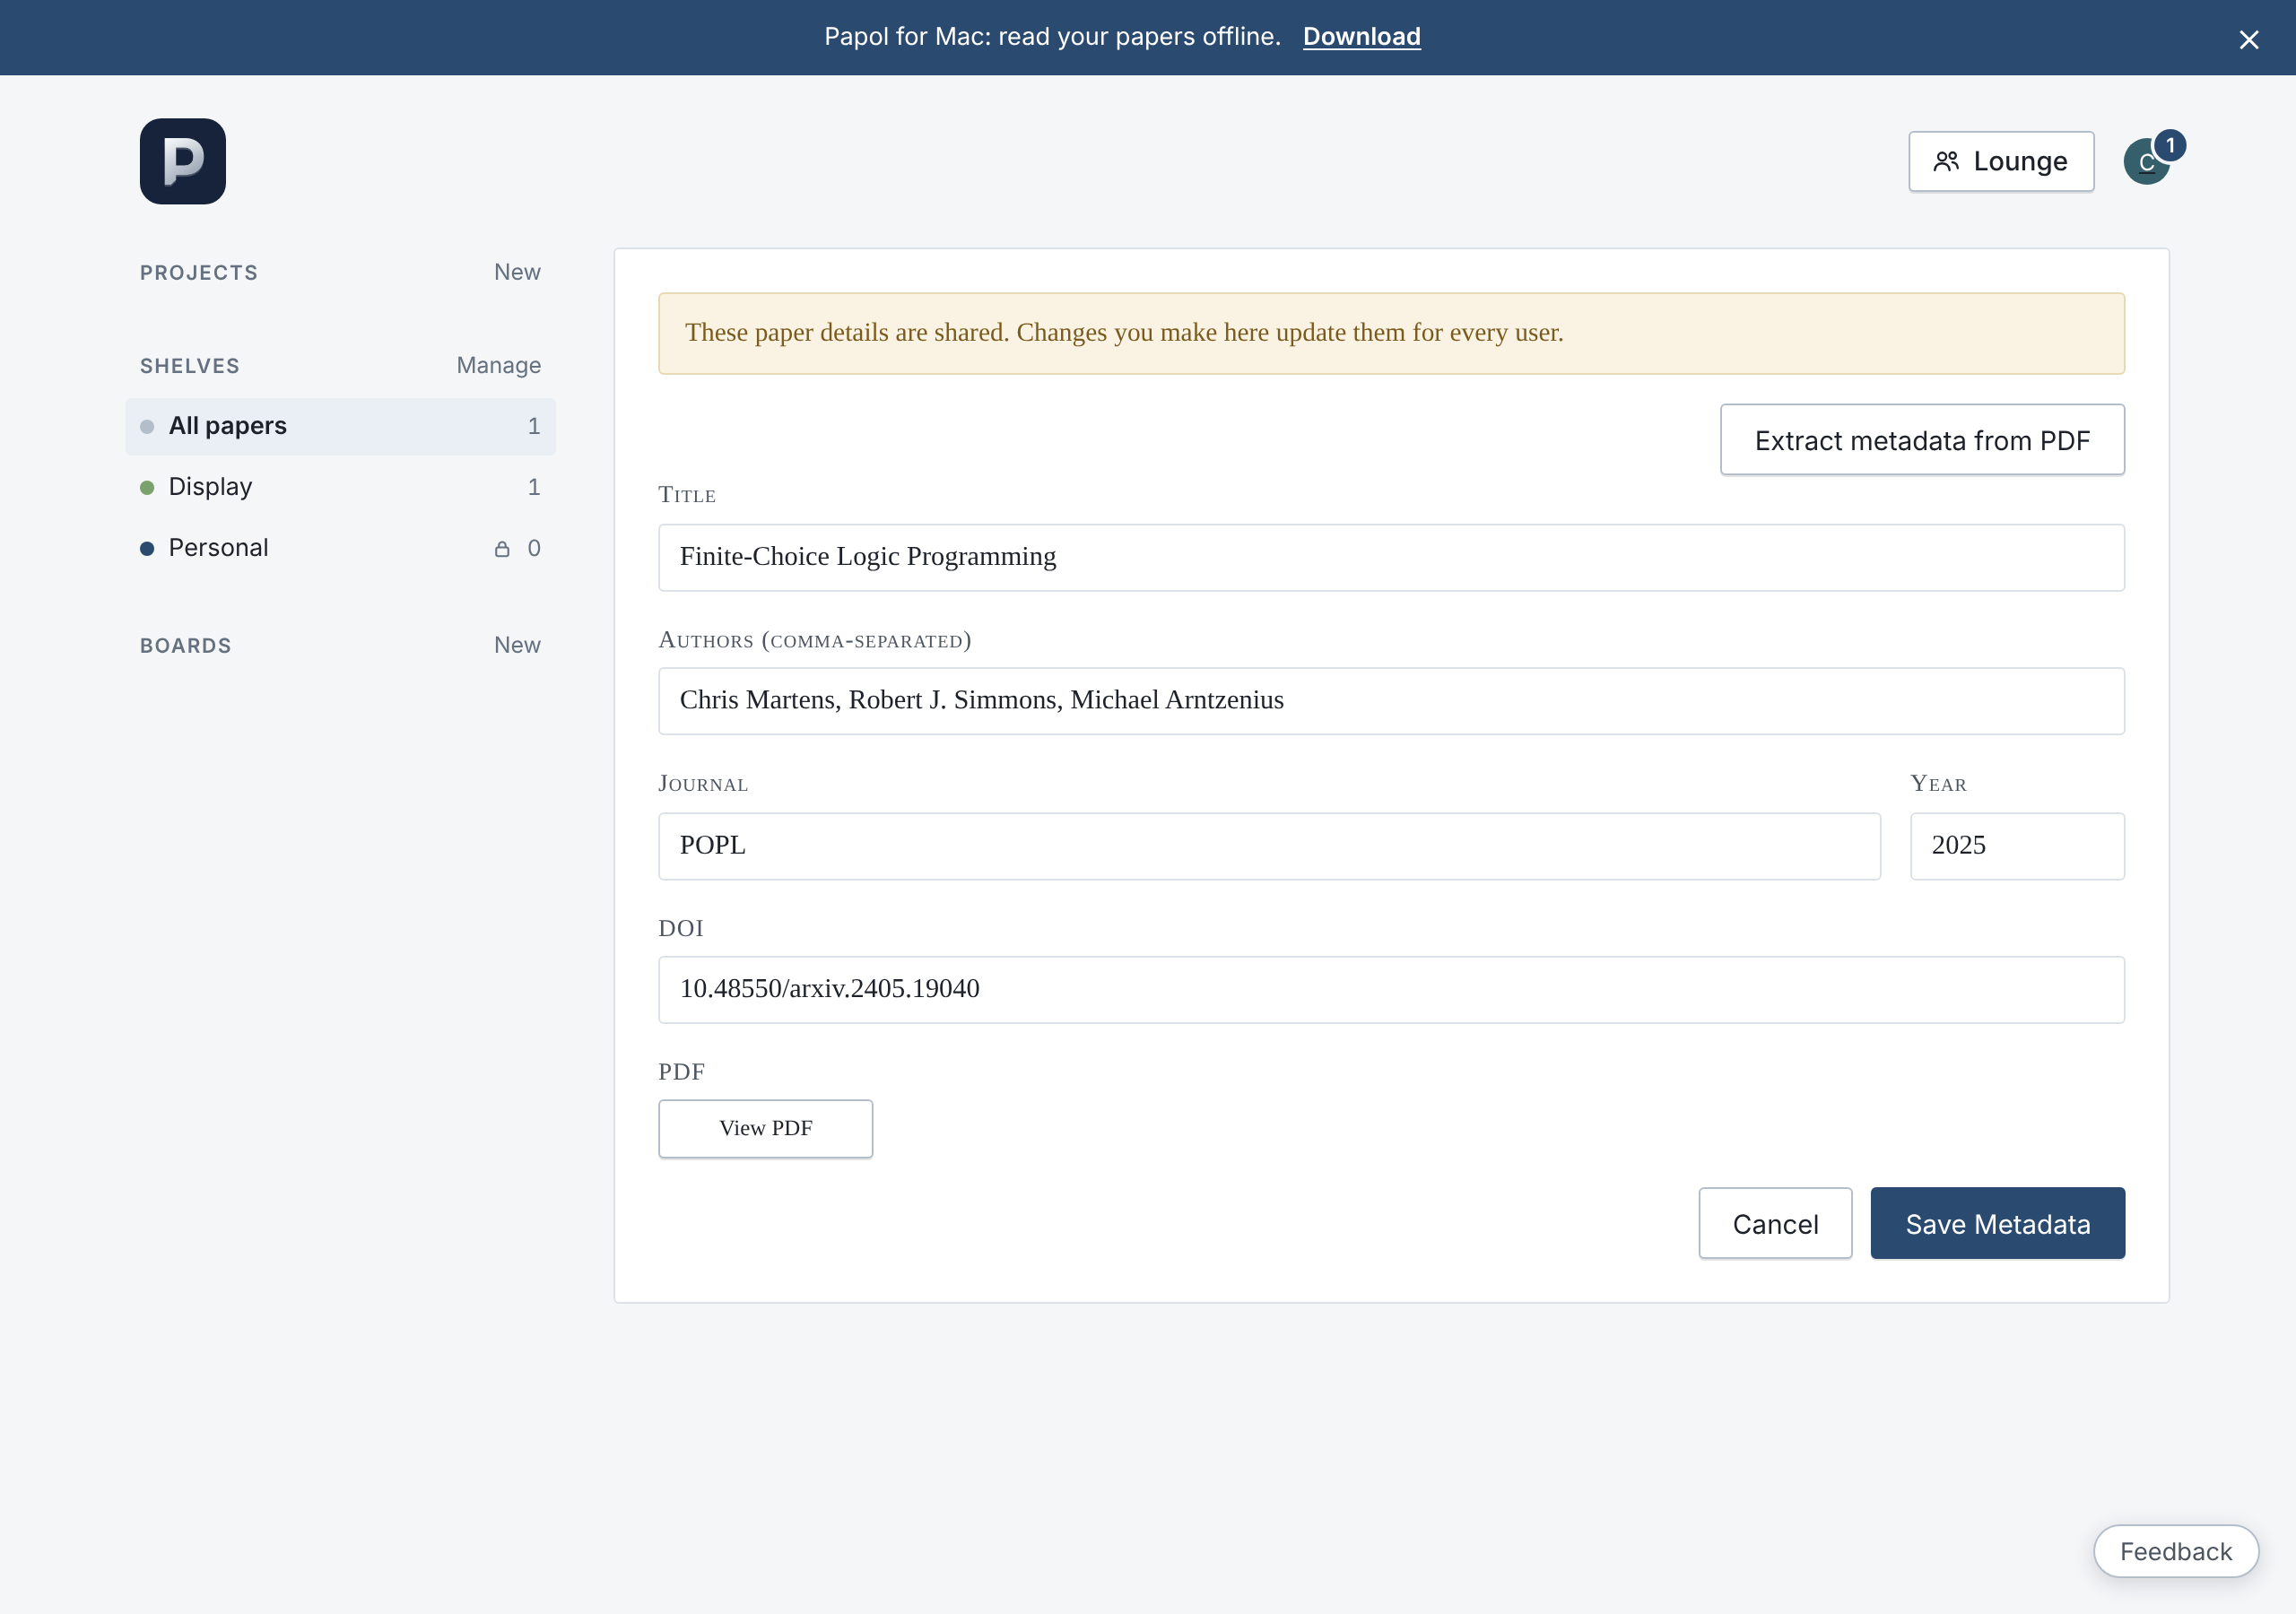 Papol for Mac: read your papers offline. Download
P
Lounge
C
1
PROJECTS New
SHELVES Manage
All papers 1
Display 1
Personal 0
BOARDS New
These paper details are shared. Changes you make here update them for every user.
Extract metadata from PDF
Title
Finite-Choice Logic Programming
Authors (comma-separated)
Chris Martens, Robert J. Simmons, Michael Arntzenius
Journal Year
POPL 2025
DOI
10.48550/arxiv.2405.19040
PDF
View PDF
Cancel Save Metadata
Feedback